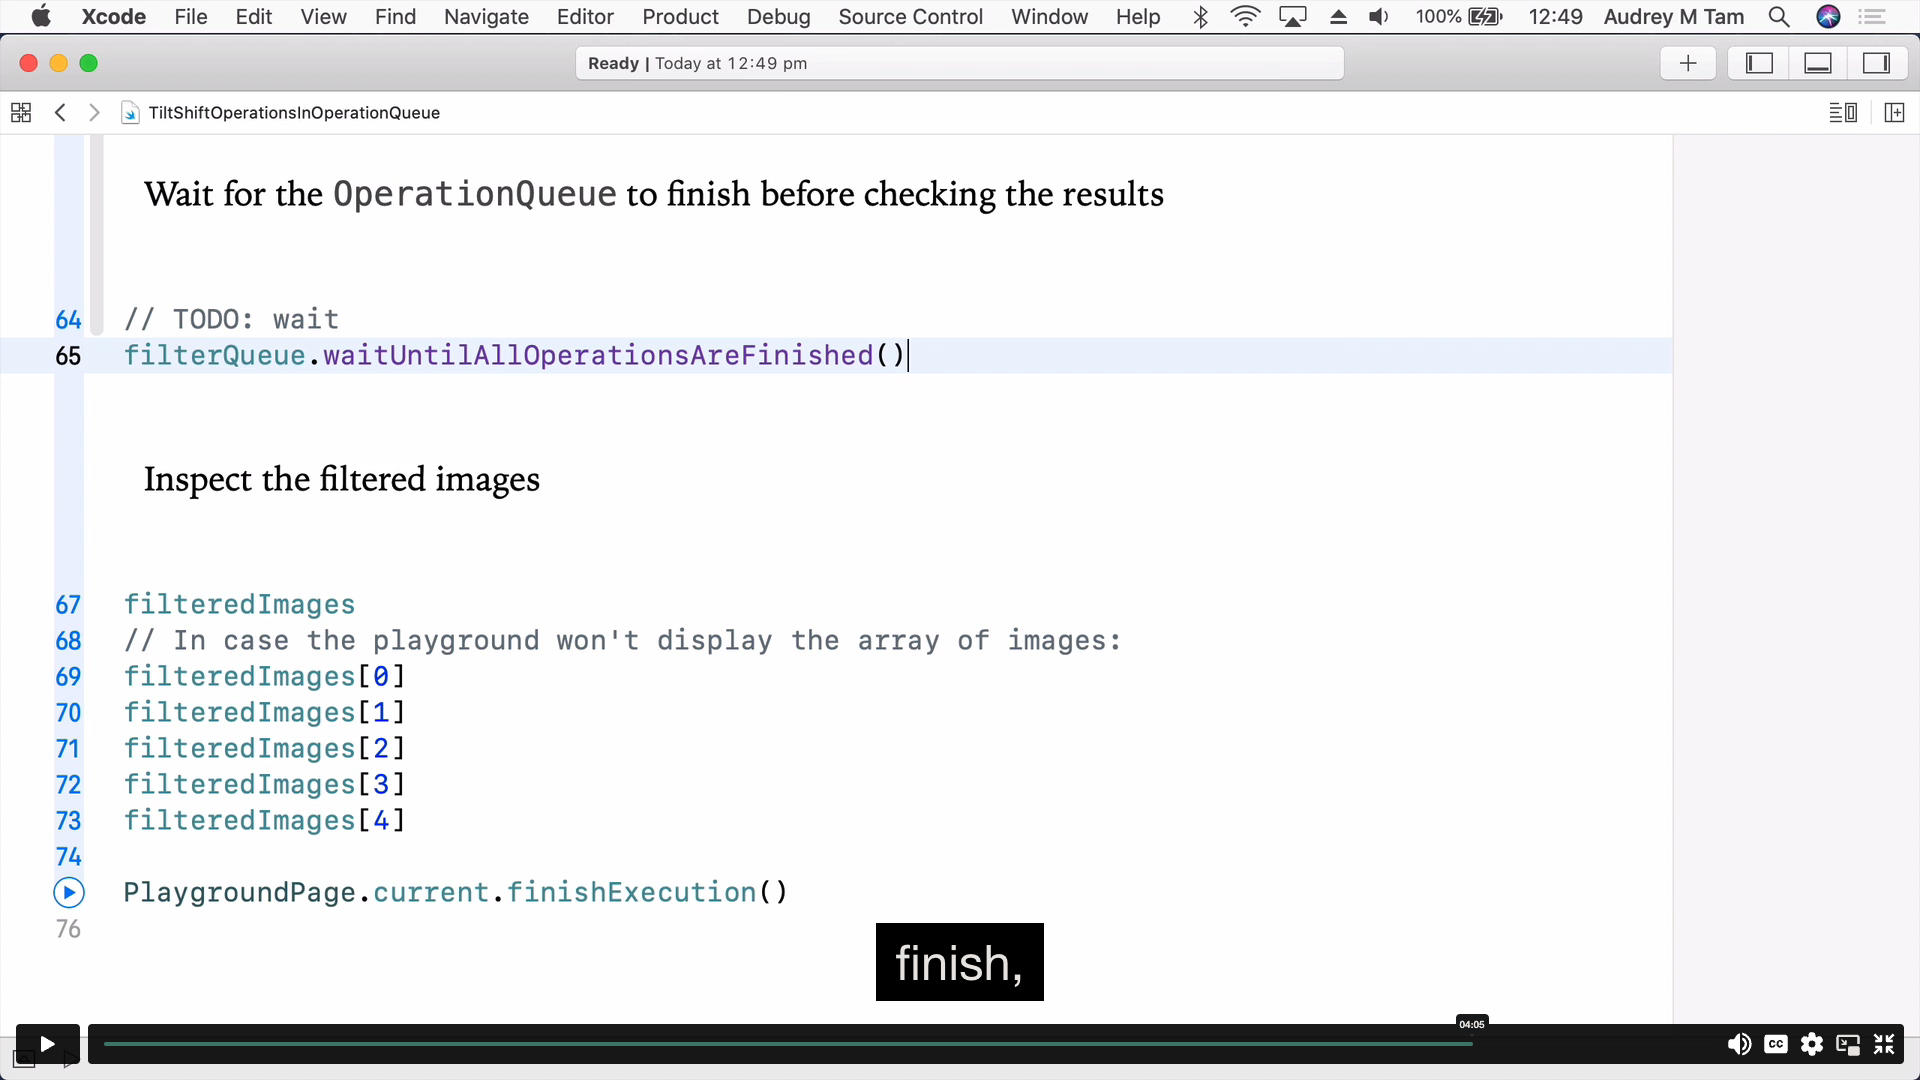 Xcode File Edit View Find Navigate Editor Product Debug Source Control Window Help 100% 12:49 Audrey M Tam
Ready | Today at 12:49 pm
TiltShiftOperationsInOperationQueue
Wait for the OperationQueue to finish before checking the results
64 // TODO: wait
65 filterQueue.waitUntilAllOperationsAreFinished()
Inspect the filtered images
67 filteredImages
68 // In case the playground won't display the array of images:
69 filteredImages[0]
70 filteredImages[1]
71 filteredImages[2]
72 filteredImages[3]
73 filteredImages[4]
74
PlaygroundPage.current.finishExecution()
76
finish,
04:05
CC